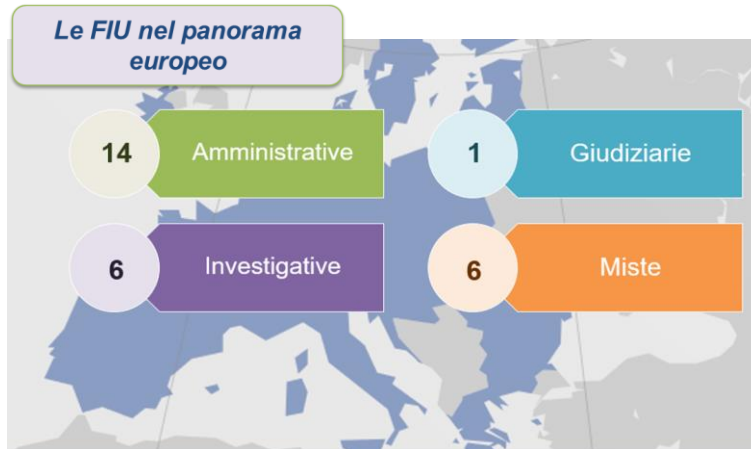 Le FIU nel panorama
europeo
14 Amministrative
1 Giudiziarie
6 Investigative
6 Miste